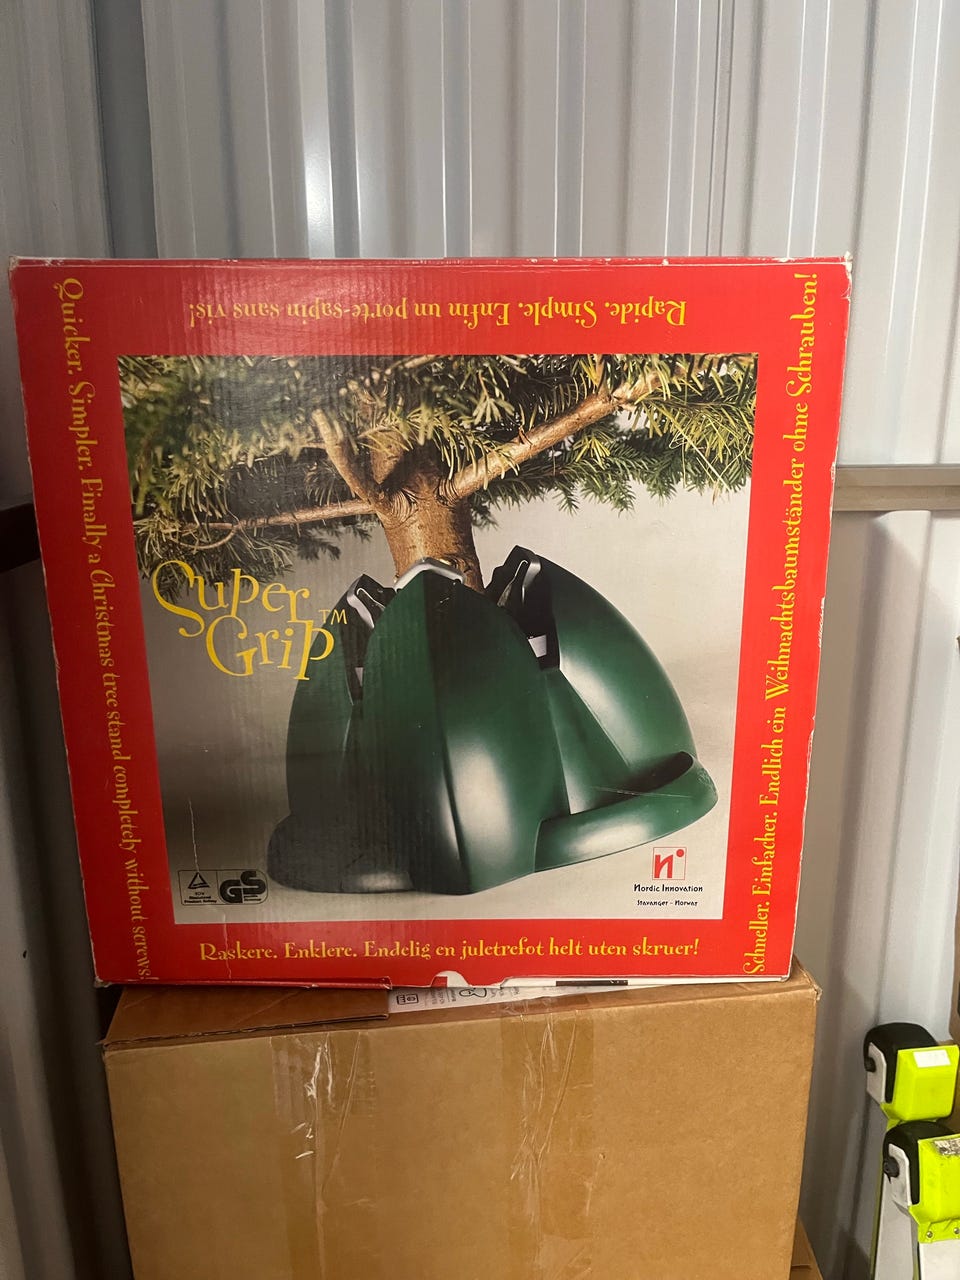 Rapide. Simple. Enfin un porte-sapin sans vis!
Quicker. Simpler. Finally a Christmas tree stand completely without screws!
Schneller. Einfacher. Endlich ein Weihnachtsbaumständer ohne Schrauben!
Super
Grip™
GS
n
Nordic Innovation
Stavanger - Norway
Raskere. Enklere. Endelig en juletrefot helt uten skruer!